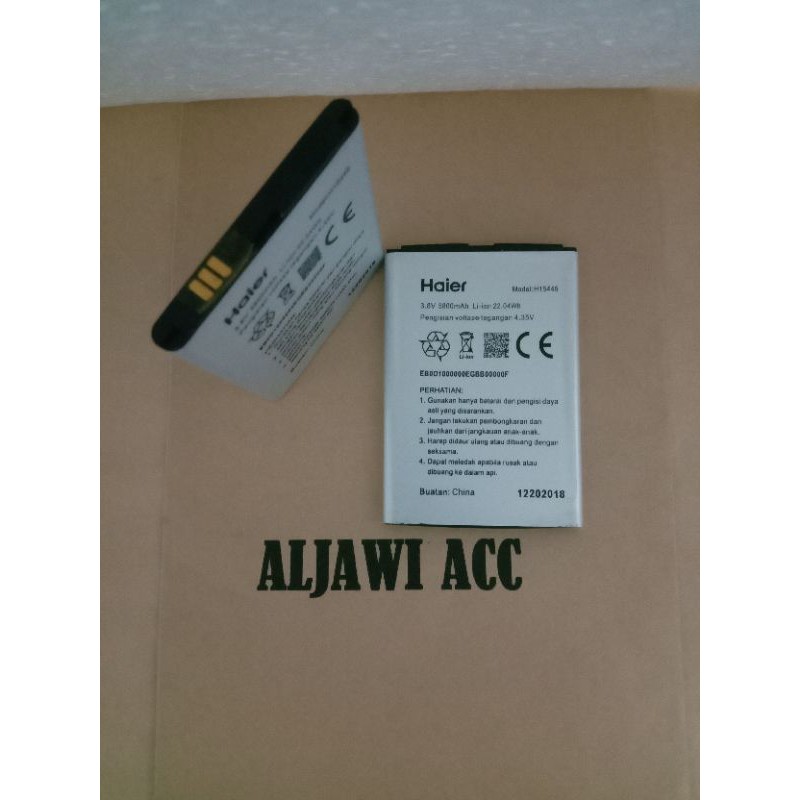 Haier
Haier
Model:H15446
3.8V 5800mAh Li-ion 22.04Wh
Pengisian voltase tegangan 4.35V
EB0D1000000EGBB00000F
PERHATIAN:
1. Gunakan hanya baterai dari pengisi daya
asli yang disarankan.
2. Jangan letakkan pembongkaran dan
jauhkan dari jangkauan anak-anak.
3. Harap didaur ulang atau dibuang dengan
seksama.
4. Dapat meledak apabila rusak atau
dibuang ke dalam api.
Buatan: China
12202018
ALJAWI ACC